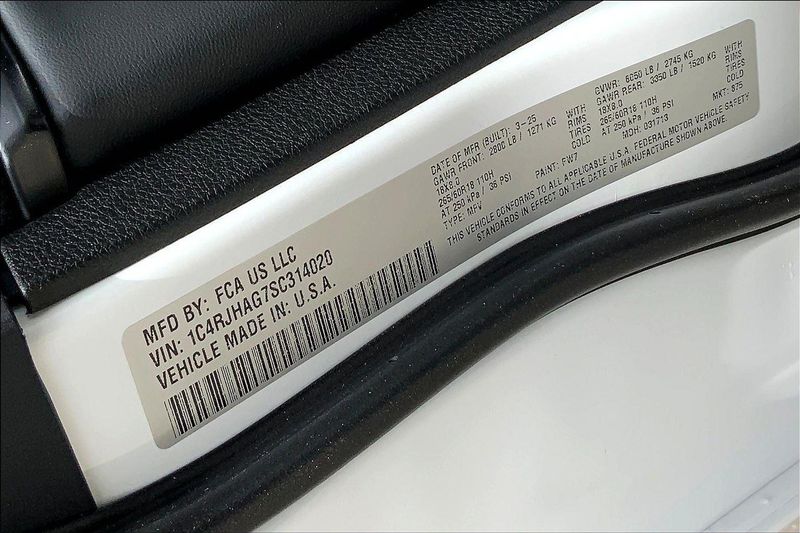 MFD BY: FCA US LLC
VIN: 1C4RJHAG7SC314020
VEHICLE MADE IN: U.S.A.
DATE OF MFR (BUILT): 3-25 GVWR: 6250 LB / 2745 KG
GAWR FRONT: 2800 LB / 1271 KG WITH GAWR REAR: 3350 LB / 1520 KG WITH
18X8.0 RIMS 18X8.0 RIMS
265/60R18 110H TIRES 265/60R18 110H TIRES
AT 250 kPa / 36 PSI COLD AT 250 kPa / 36 PSI COLD
TYPE: MPV PAINT: FW7 MDH: 031713 MKT: 875
THIS VEHICLE CONFORMS TO ALL APPLICABLE U.S.A. FEDERAL MOTOR VEHICLE SAFETY
STANDARDS IN EFFECT ON THE DATE OF MANUFACTURE SHOWN ABOVE.